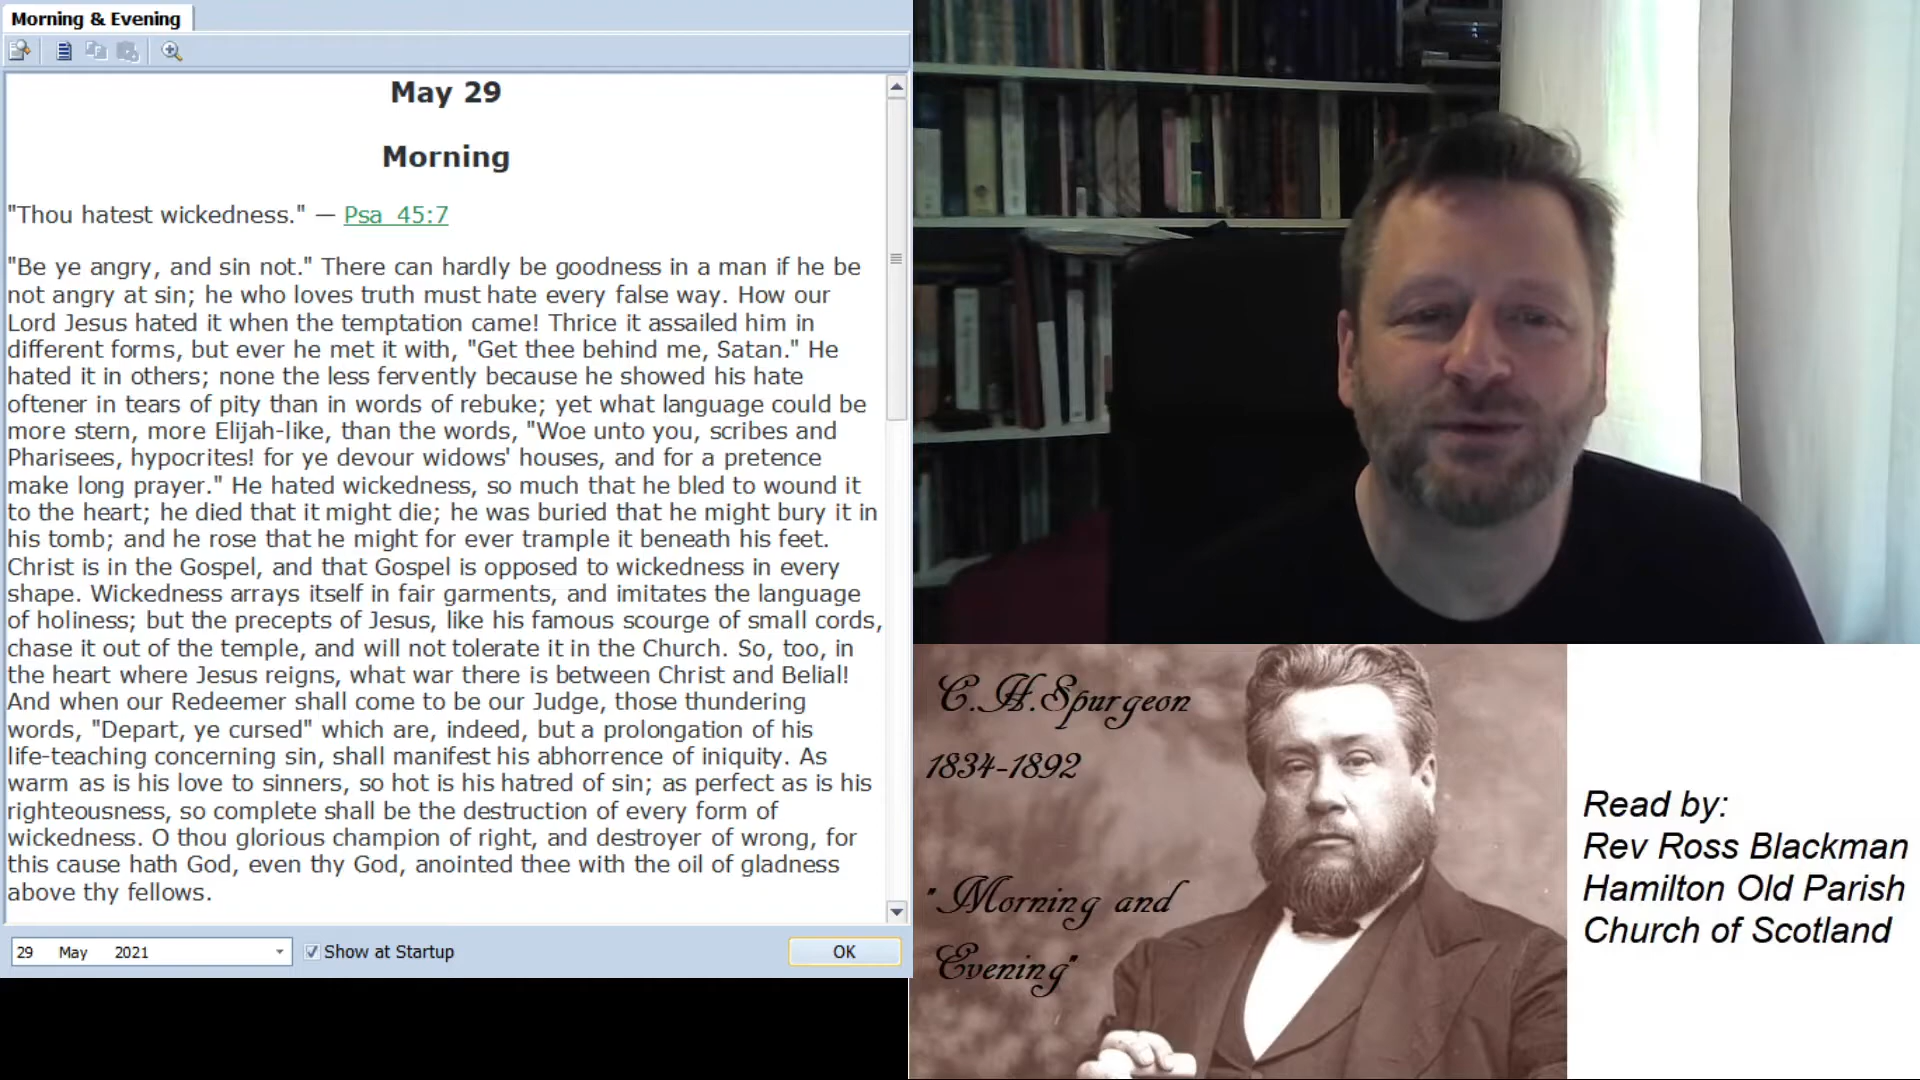 Morning & Evening
May 29
Morning
"Thou hatest wickedness." — Psa_45:7
"Be ye angry, and sin not." There can hardly be goodness in a man if he be
not angry at sin; he who loves truth must hate every false way. How our
Lord Jesus hated it when the temptation came! Thrice it assailed him in
different forms, but ever he met it with, "Get thee behind me, Satan." He
hated it in others; none the less fervently because he showed his hate
oftener in tears of pity than in words of rebuke; yet what language could be
more stern, more Elijah-like, than the words, "Woe unto you, scribes and
Pharisees, hypocrites! for ye devour widows' houses, and for a pretence
make long prayer." He hated wickedness, so much that he bled to wound it
to the heart; he died that it might die; he was buried that he might bury it in
his tomb; and he rose that he might for ever trample it beneath his feet.
Christ is in the Gospel, and that Gospel is opposed to wickedness in every
shape. Wickedness arrays itself in fair garments, and imitates the language
of holiness; but the precepts of Jesus, like his famous scourge of small cords,
chase it out of the temple, and will not tolerate it in the Church. So, too, in
the heart where Jesus reigns, what war there is between Christ and Belial!
And when our Redeemer shall come to be our Judge, those thundering
words, "Depart, ye cursed" which are, indeed, but a prolongation of his
life-teaching concerning sin, shall manifest his abhorrence of iniquity. As
warm as is his love to sinners, so hot is his hatred of sin; as perfect as is his
righteousness, so complete shall be the destruction of every form of
wickedness. O thou glorious champion of right, and destroyer of wrong, for
this cause hath God, even thy God, anointed thee with the oil of gladness
above thy fellows.
29 May 2021
Show at Startup
OK
C.H.Spurgeon
1834-1892
"Morning and
Evening"
Read by:
Rev Ross Blackman
Hamilton Old Parish
Church of Scotland